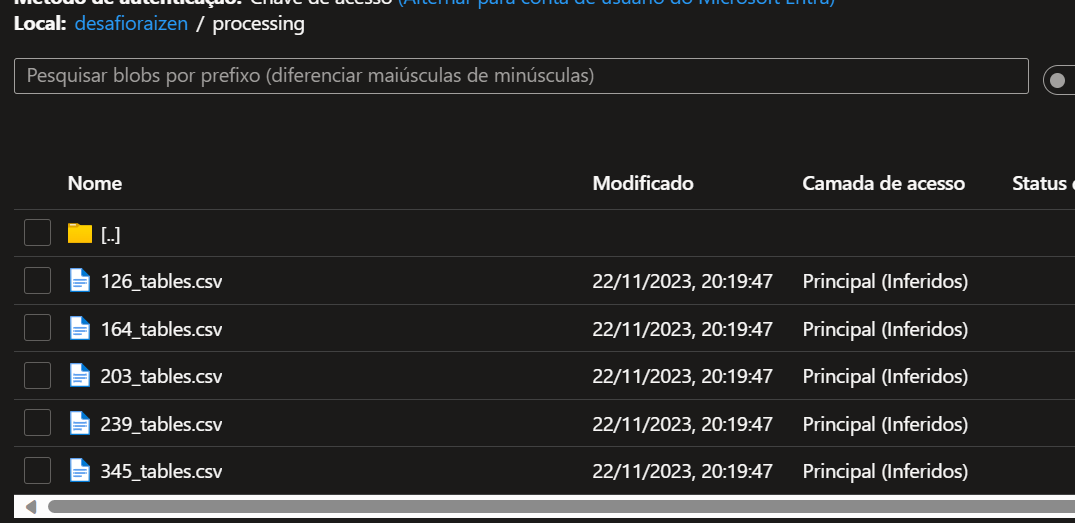 Método de autenticação: Chave de acesso (Alternar para conta de usuário do Microsoft Entra)
Local: desafioraizen / processing
Pesquisar blobs por prefixo (diferenciar maiúsculas de minúsculas)
Nome Modificado Camada de acesso Status
[..]
126_tables.csv 22/11/2023, 20:19:47 Principal (Inferidos)
164_tables.csv 22/11/2023, 20:19:47 Principal (Inferidos)
203_tables.csv 22/11/2023, 20:19:47 Principal (Inferidos)
239_tables.csv 22/11/2023, 20:19:47 Principal (Inferidos)
345_tables.csv 22/11/2023, 20:19:47 Principal (Inferidos)